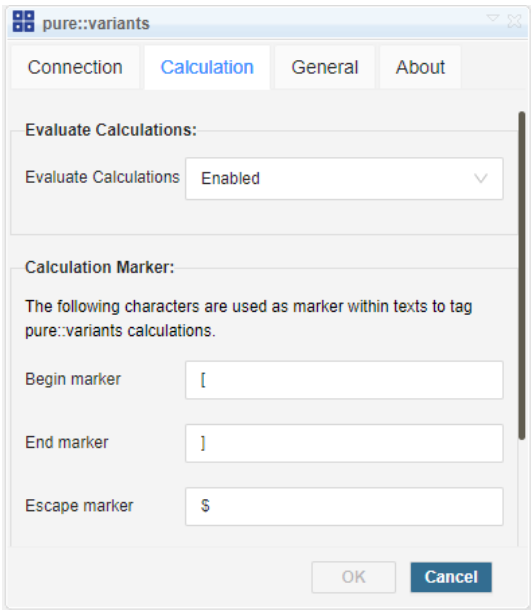 pure::variants
Connection Calculation General About
Evaluate Calculations:
Evaluate Calculations Enabled
Calculation Marker:
The following characters are used as marker within texts to tag
pure::variants calculations.
Begin marker [
End marker ]
Escape marker $
OK Cancel